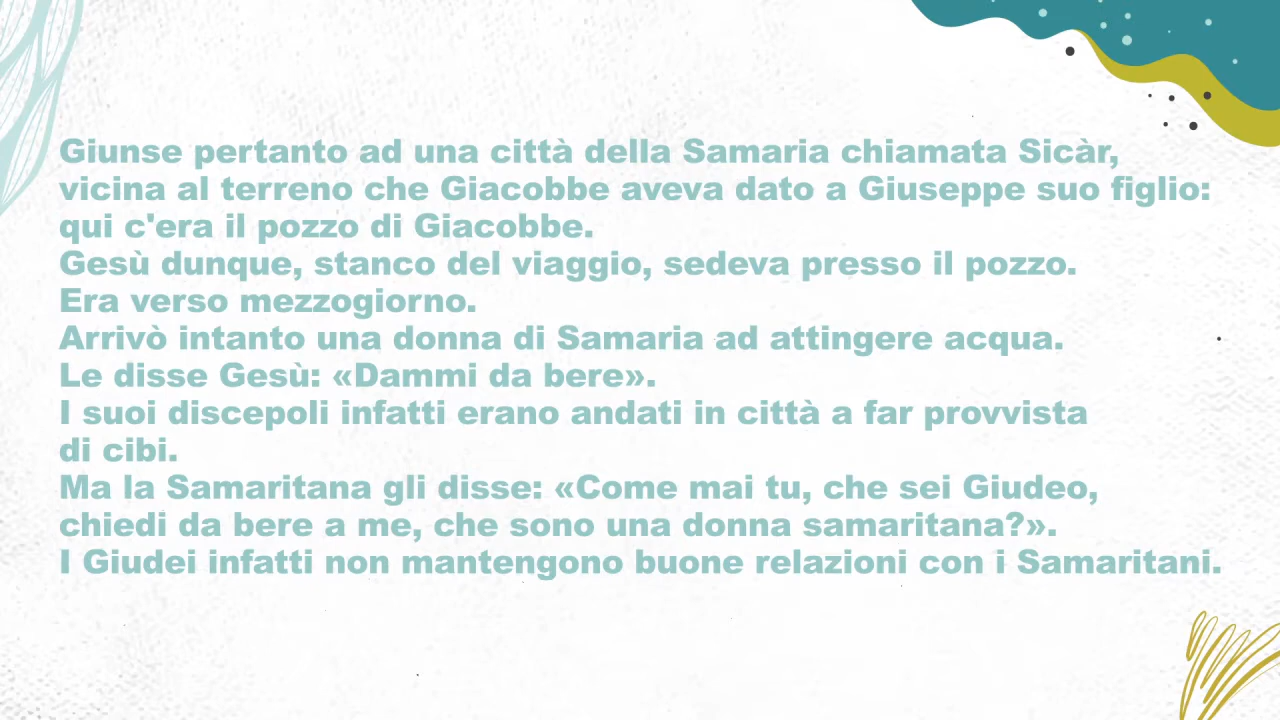 Giunse pertanto ad una città della Samaria chiamata Sicàr,
vicina al terreno che Giacobbe aveva dato a Giuseppe suo figlio:
qui c'era il pozzo di Giacobbe.
Gesù dunque, stanco del viaggio, sedeva presso il pozzo.
Era verso mezzogiorno.
Arrivò intanto una donna di Samaria ad attingere acqua.
Le disse Gesù: «Dammi da bere».
I suoi discepoli infatti erano andati in città a far provvista
di cibi.
Ma la Samaritana gli disse: «Come mai tu, che sei Giudeo,
chiedi da bere a me, che sono una donna samaritana?».
I Giudei infatti non mantengono buone relazioni con i Samaritani.